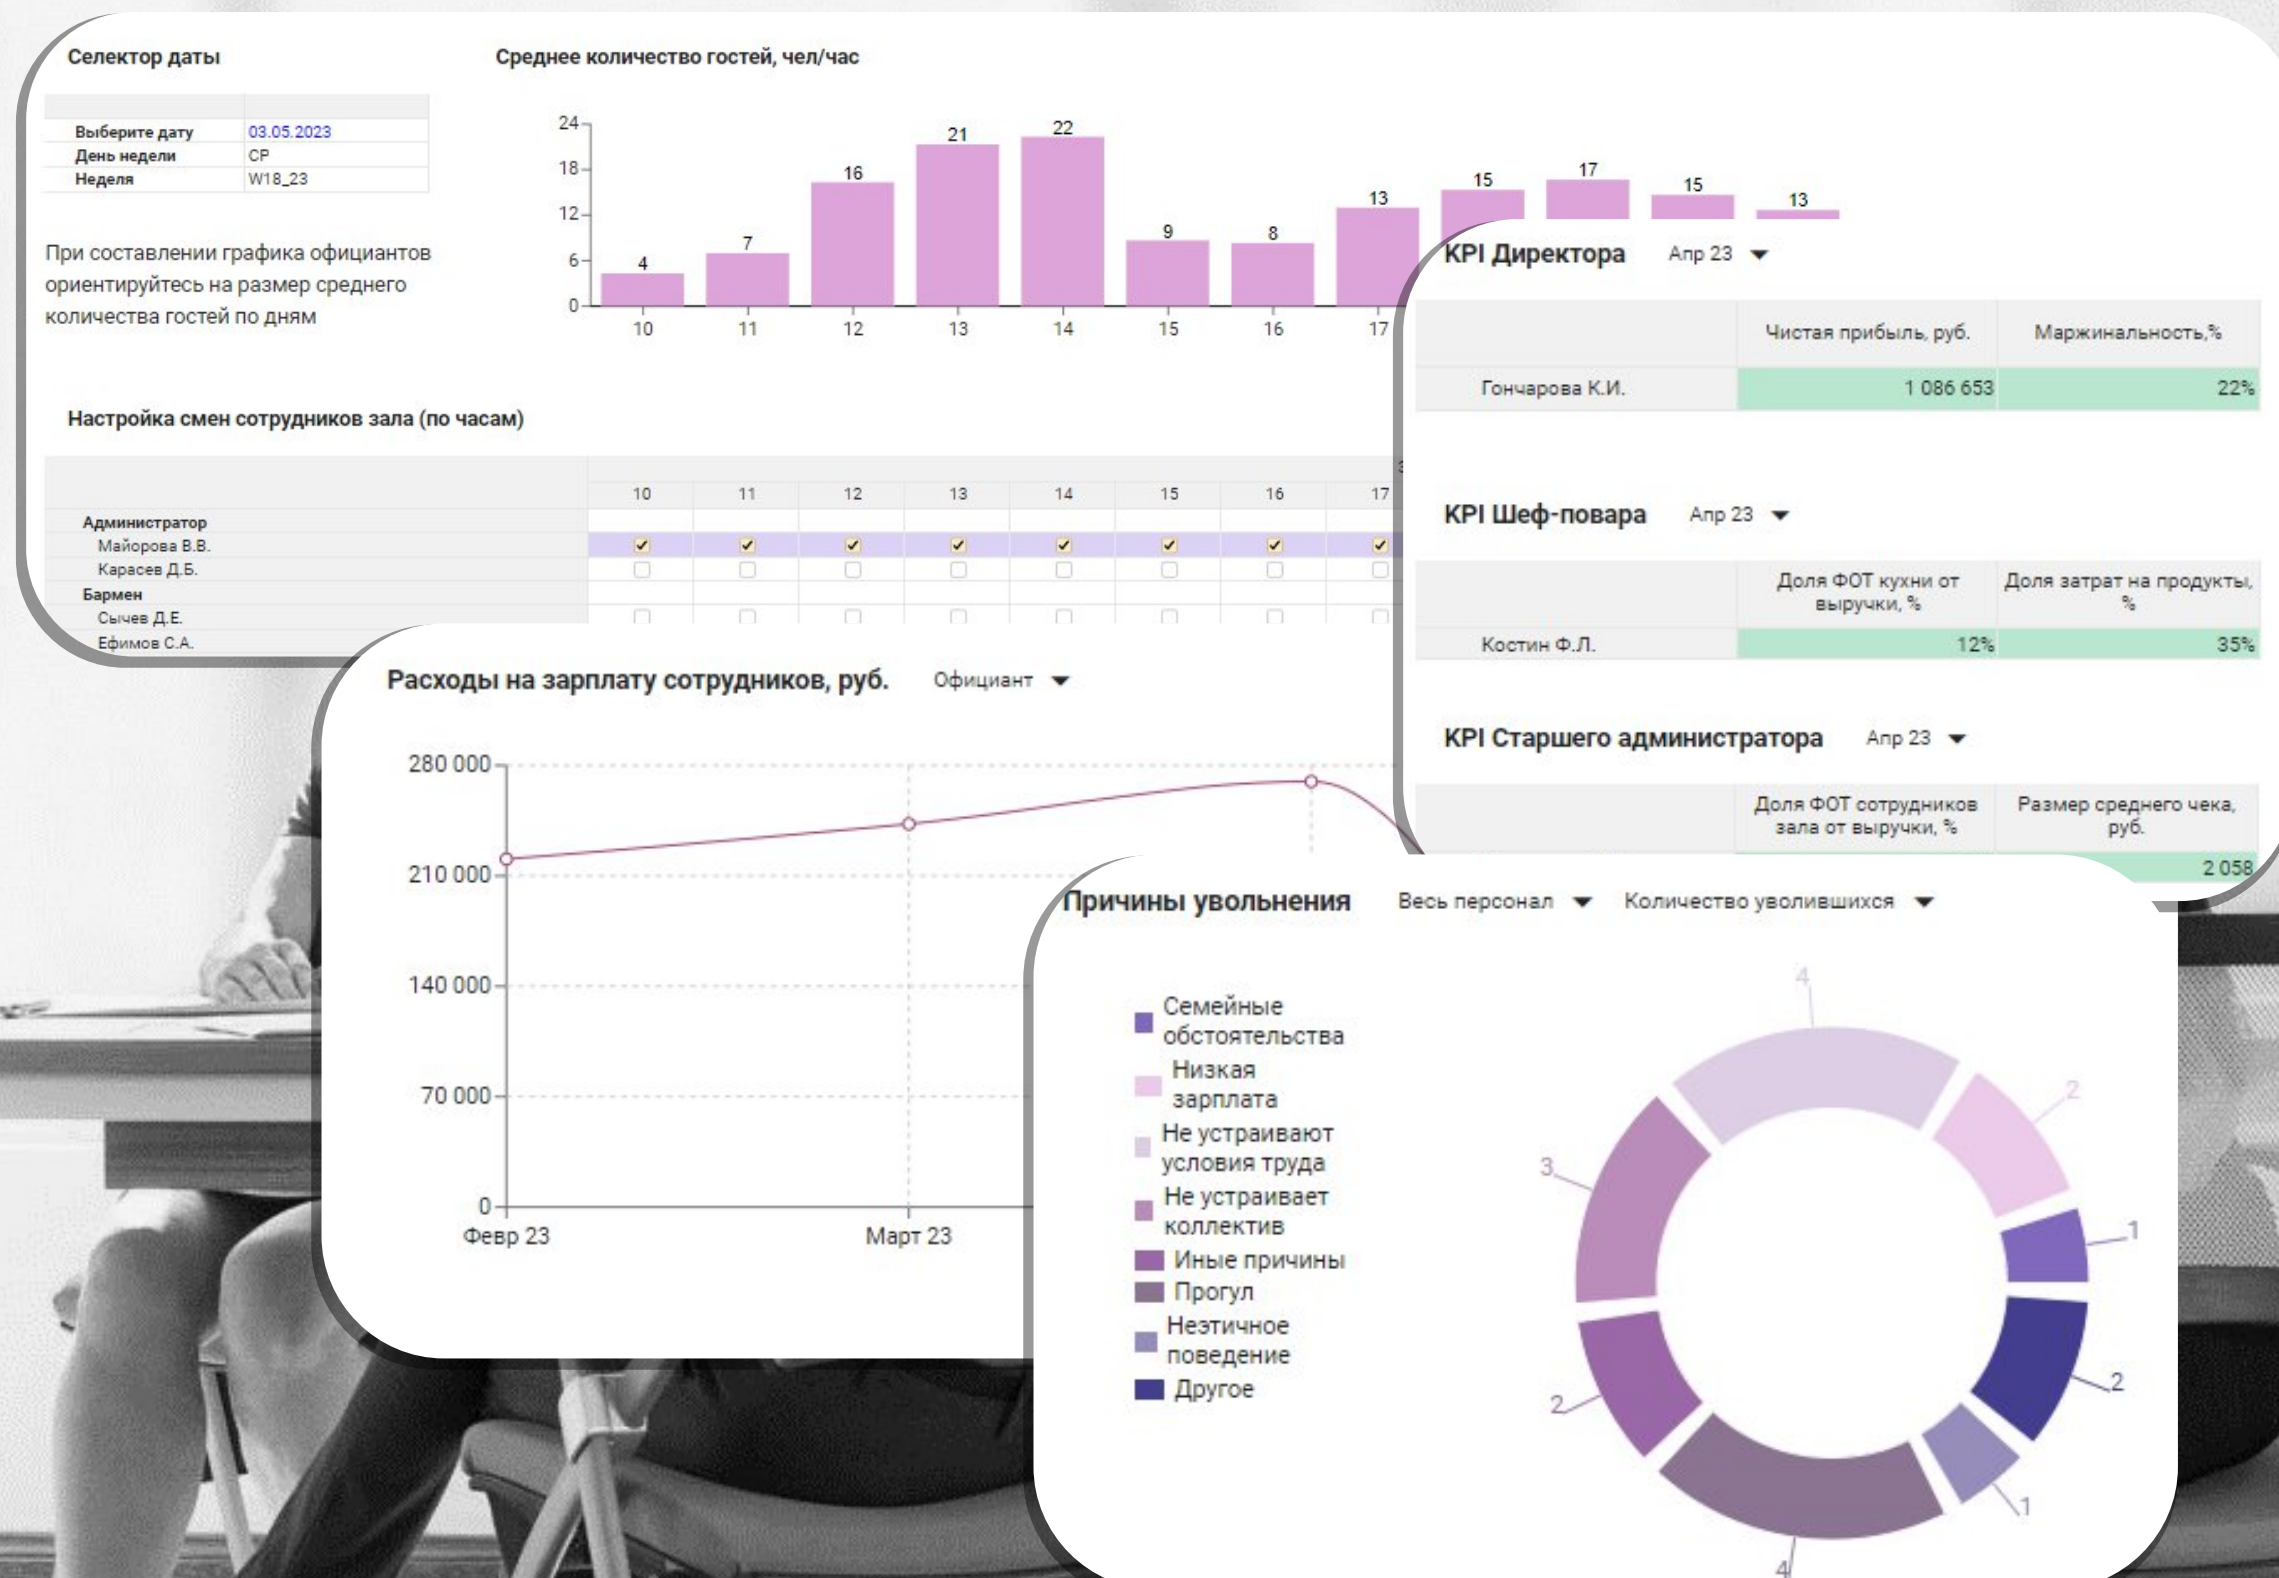 Селектор даты
Выберите дату 03.05.2023
День недели СР
Неделя W18_23
При составлении графика официантов
ориентируйтесь на размер среднего
количества гостей по дням
Среднее количество гостей, чел/час
24
18
12
6
0
4 7 16 21 22 9 8 13 15 17 15 13
10 11 12 13 14 15 16 17
Настройка смен сотрудников зала (по часам)
10 11 12 13 14 15 16 17
Администратор
Майорова В.В.
Карасев Д.Б.
Бармен
Сычев Д.Е.
Ефимов С.А.
KPI Директора Апр 23
Чистая прибыль, руб. Маржинальность,%
Гончарова К.И. 1 086 653 22%
KPI Шеф-повара Апр 23
Доля ФОТ кухни от
выручки, %
Доля затрат на продукты,
%
Костин Ф.Л. 12% 35%
KPI Старшего администратора Апр 23
Доля ФОТ сотрудников
зала от выручки, %
Размер среднего чека,
руб.
2 058
Расходы на зарплату сотрудников, руб. Официант
280 000
210 000
140 000
70 000
0
Февр 23 Март 23
Причины увольнения Весь персонал Количество уволившихся
Семейные
обстоятельства
Низкая
зарплата
Не устраивают
условия труда
Не устраивает
коллектив
Иные причины
Прогул
Неэтичное
поведение
Другое
4
2
1
2
1
4
2
3